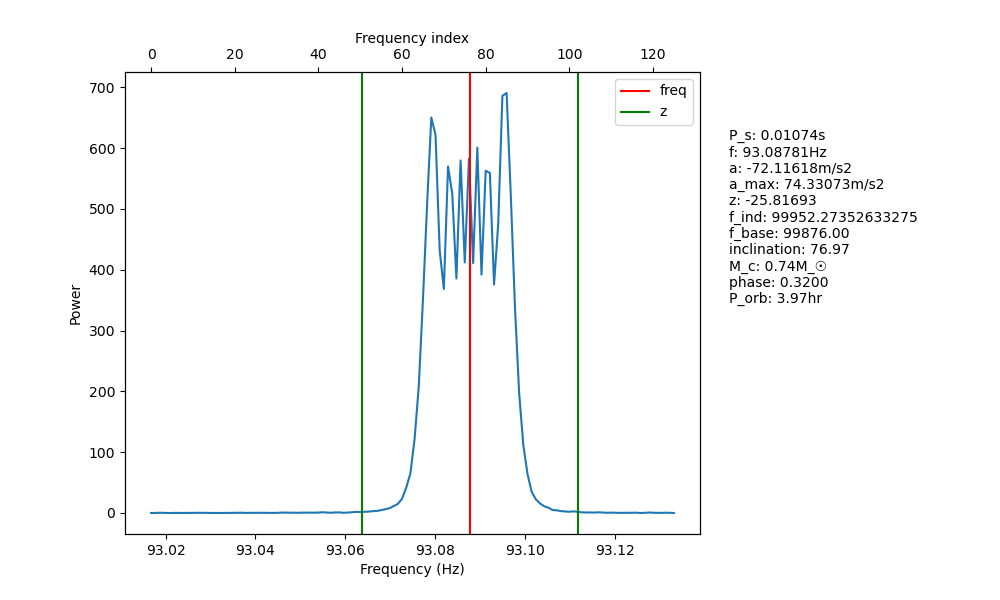 Frequency index
0 20 40 60 80 100 120
700
600
500
400
300
200
100
0
Power
freq
z
93.02 93.04 93.06 93.08 93.10 93.12
Frequency (Hz)
P_s: 0.01074s
f: 93.08781Hz
a: -72.11618m/s2
a_max: 74.33073m/s2
z: -25.81693
f_ind: 99952.27352633275
f_base: 99876.00
inclination: 76.97
M_c: 0.74M_☉
phase: 0.3200
P_orb: 3.97hr